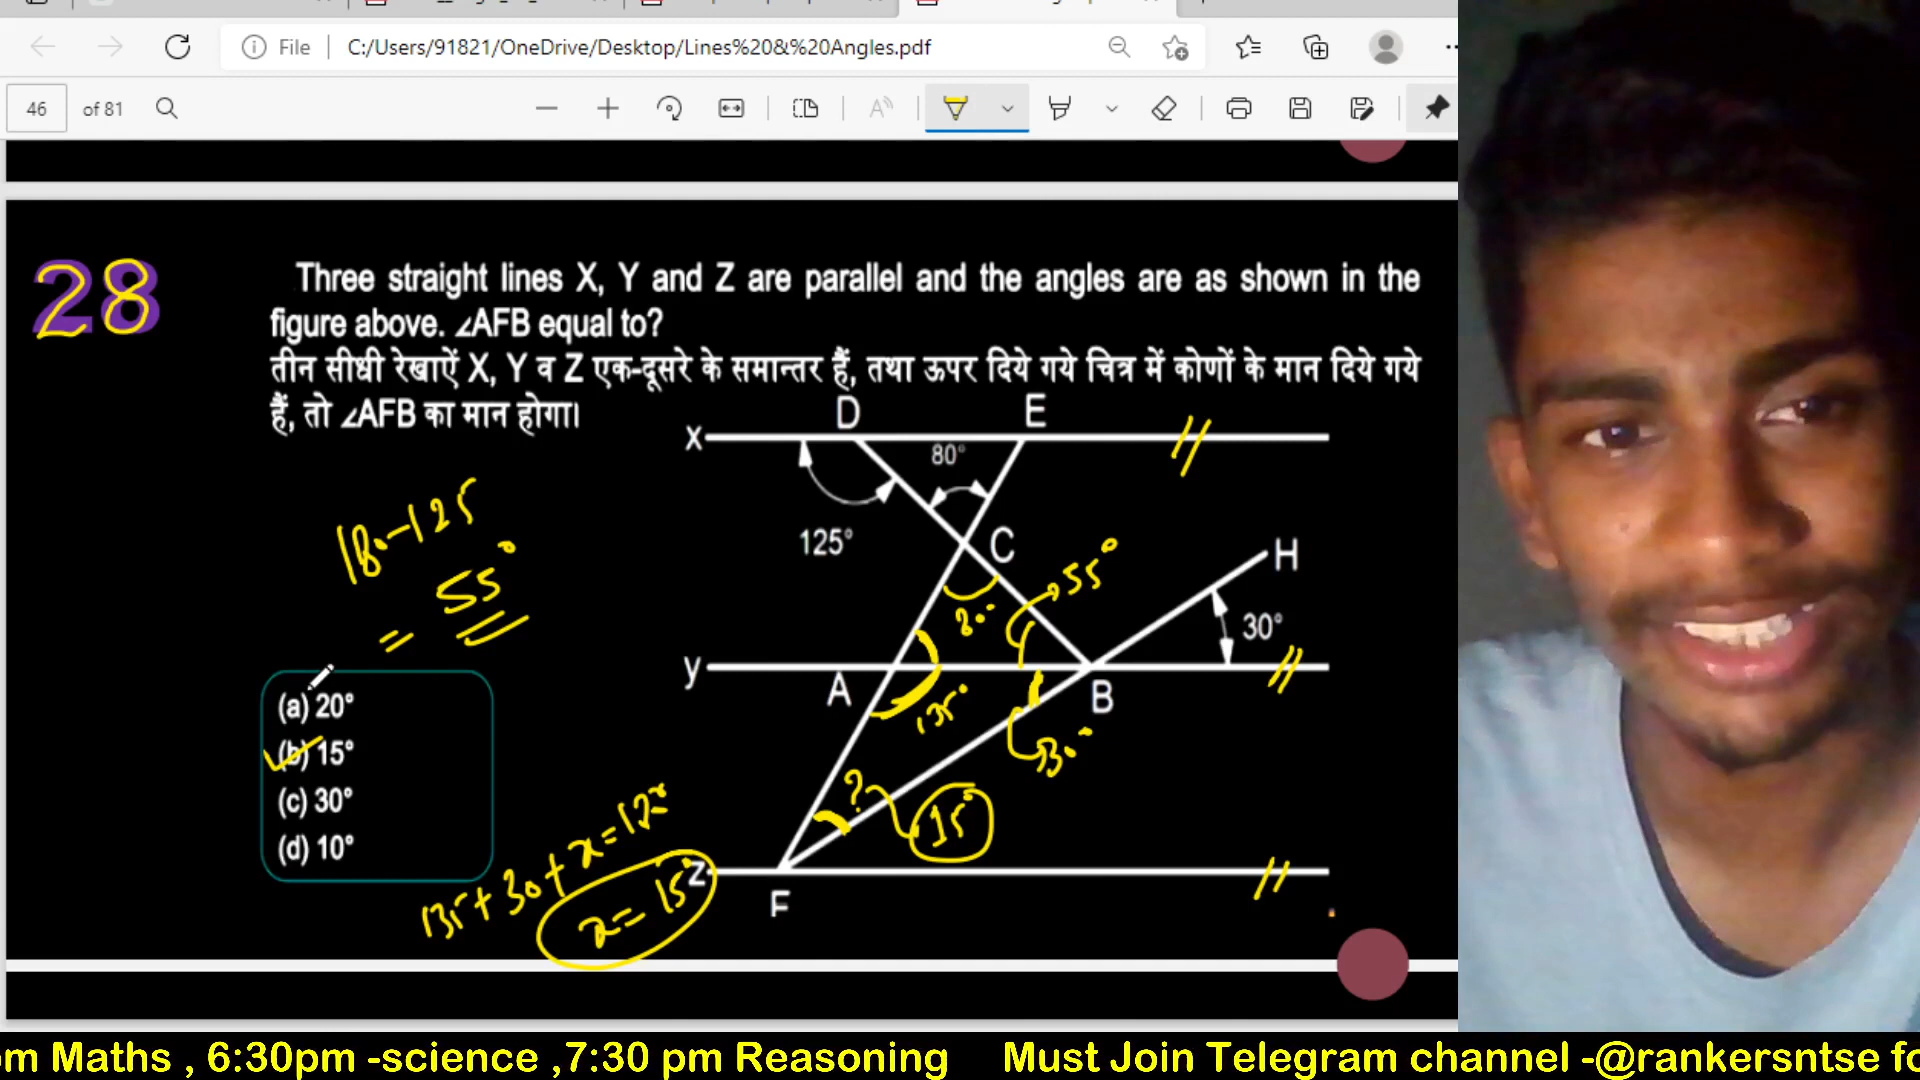 File C:/Users/91821/OneDrive/Desktop/Lines%20&%20Angles.pdf
46 of 81
28
Three straight lines X, Y and Z are parallel and the angles are as shown in the
figure above. ∠AFB equal to?
तीन सीधी रेखाऐं X, Y व Z एक-दूसरे के समान्तर हैं, तथा ऊपर दिये गये चित्र में कोणों के मान दिये गये
हैं, तो ∠AFB का मान होगा।
D E
x
80°
125°
C
H
30°
y
A
B
z
F
180-125
= 55°
55°
80°
135°
30°
?
15°
(a) 20°
(b) 15°
(c) 30°
(d) 10°
135+30+x=
x=15°
om Maths , 6:30pm -science ,7:30 pm Reasoning Must Join Telegram channel -@rankersntse fo